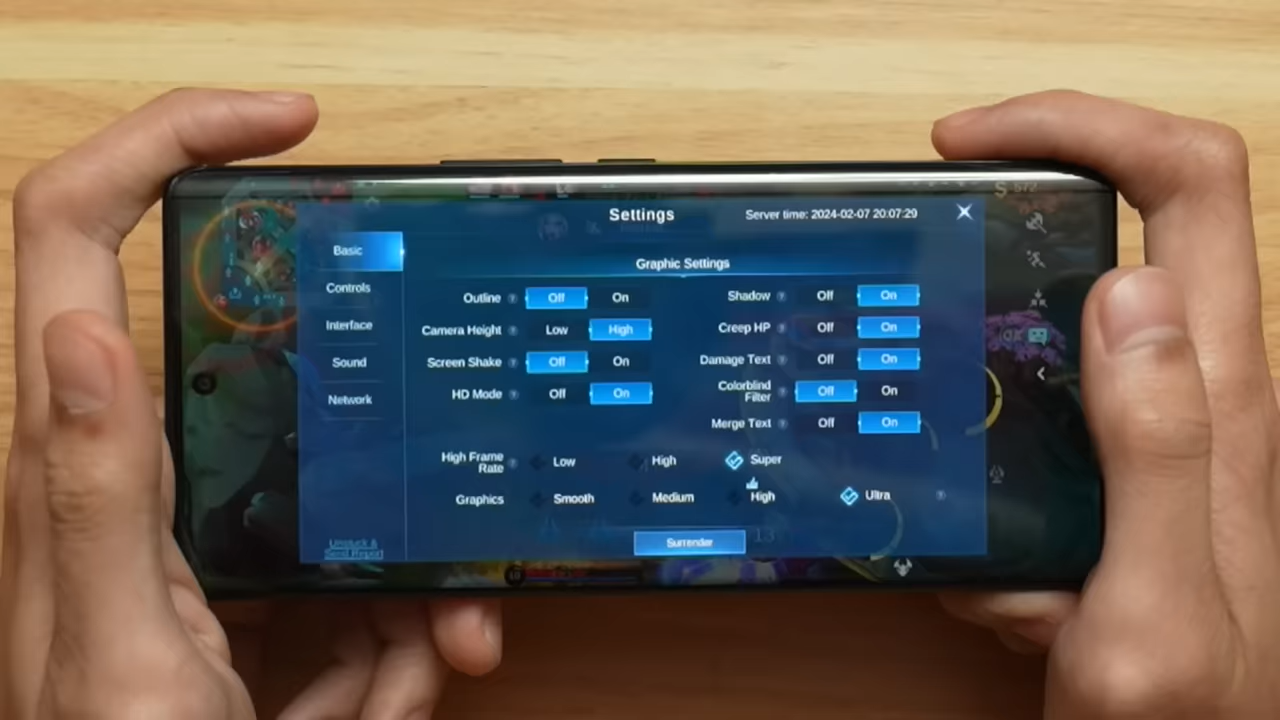 Settings
Server time: 2024-02-07 20:07:29
S 572
Basic
Controls
Interface
Sound
Network
Unstuck &
Send Report
Graphic Settings
Outline Off On
Shadow Off On
Camera Height Low High
Creep HP Off On
Screen Shake Off On
Damage Text Off On
HD Mode Off On
Colorblind
Filter Off On
Merge Text Off On
High Frame
Rate Low High Super
Graphics Smooth Medium High Ultra
Surrender
13